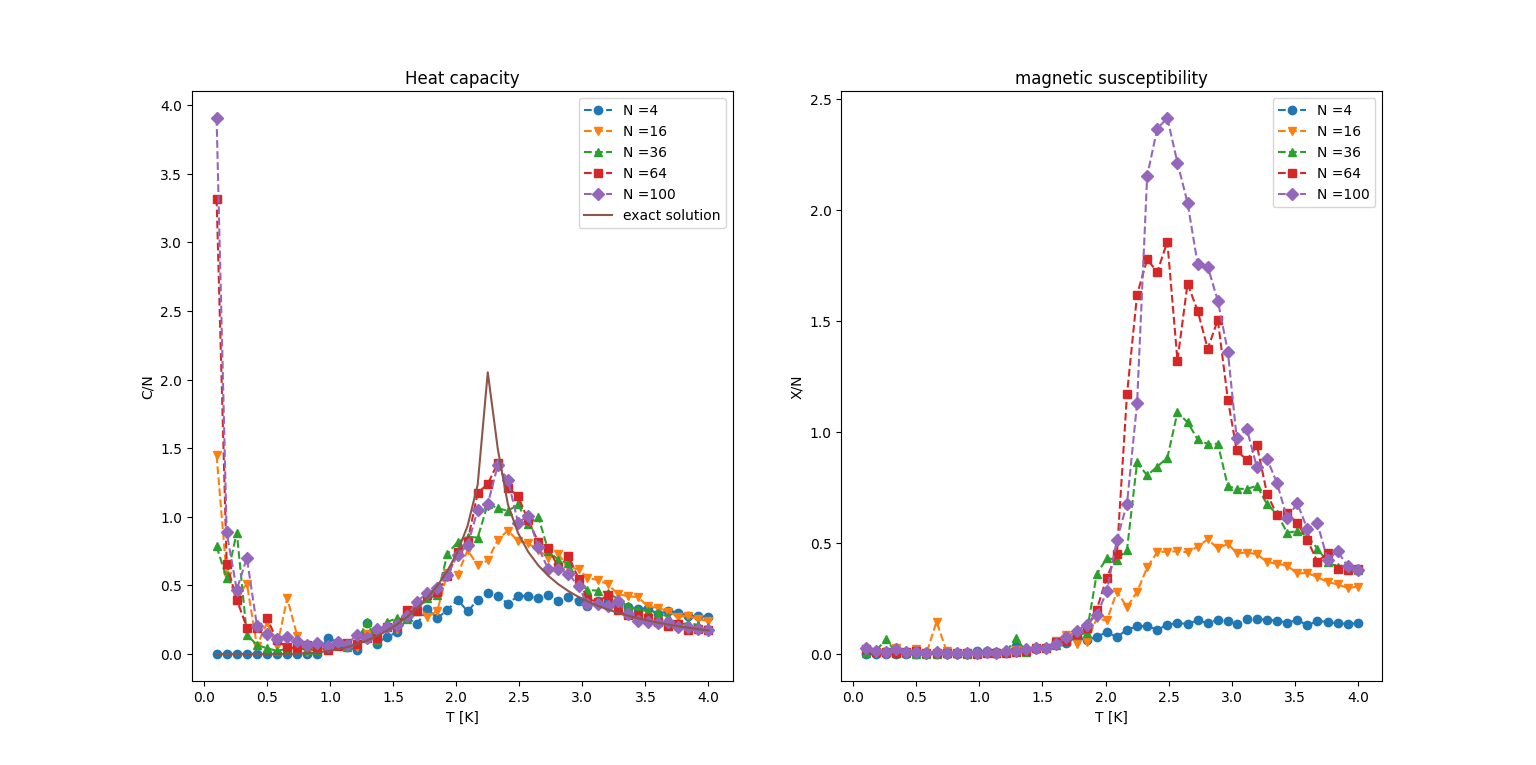 Heat capacity
C/N
4.0
3.5
3.0
2.5
2.0
1.5
1.0
0.5
0.0
N =4
N =16
N =36
N =64
N =100
exact solution
0.0 0.5 1.0 1.5 2.0 2.5 3.0 3.5 4.0
T [K]
magnetic susceptibility
X/N
2.5
2.0
1.5
1.0
0.5
0.0
N =4
N =16
N =36
N =64
N =100
0.0 0.5 1.0 1.5 2.0 2.5 3.0 3.5 4.0
T [K]